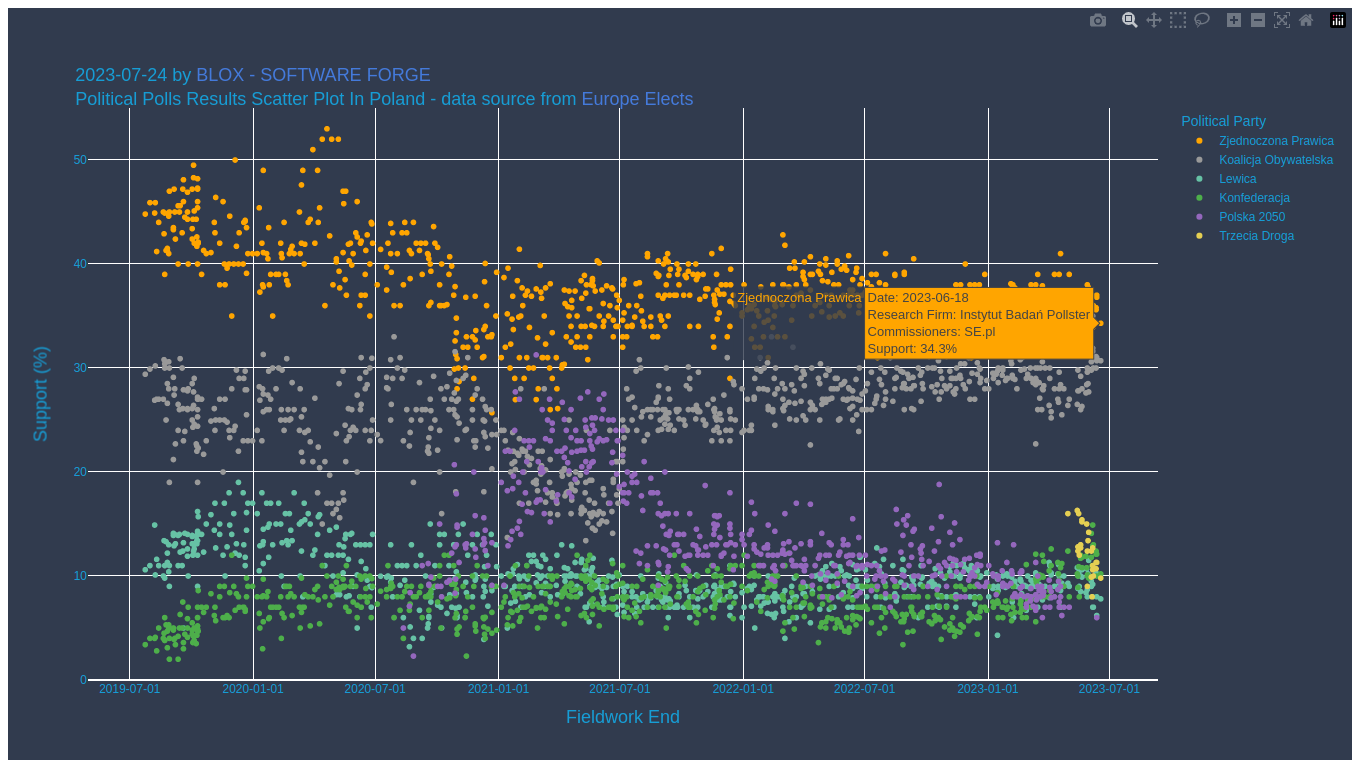 2023-07-24 by BLOX - SOFTWARE FORGE
Political Polls Results Scatter Plot In Poland - data source from Europe Elects
Political Party
Zjednoczona Prawica
Koalicja Obywatelska
Lewica
Konfederacja
Polska 2050
Trzecia Droga
Support (%)
50
40
30
20
10
0
Zjednoczona Prawica
Date: 2023-06-18
Research Firm: Instytut Badań Pollster
Commissioners: SE.pl
Support: 34.3%
2019-07-01
2020-01-01
2020-07-01
2021-01-01
2021-07-01
2022-01-01
2022-07-01
2023-01-01
2023-07-01
Fieldwork End